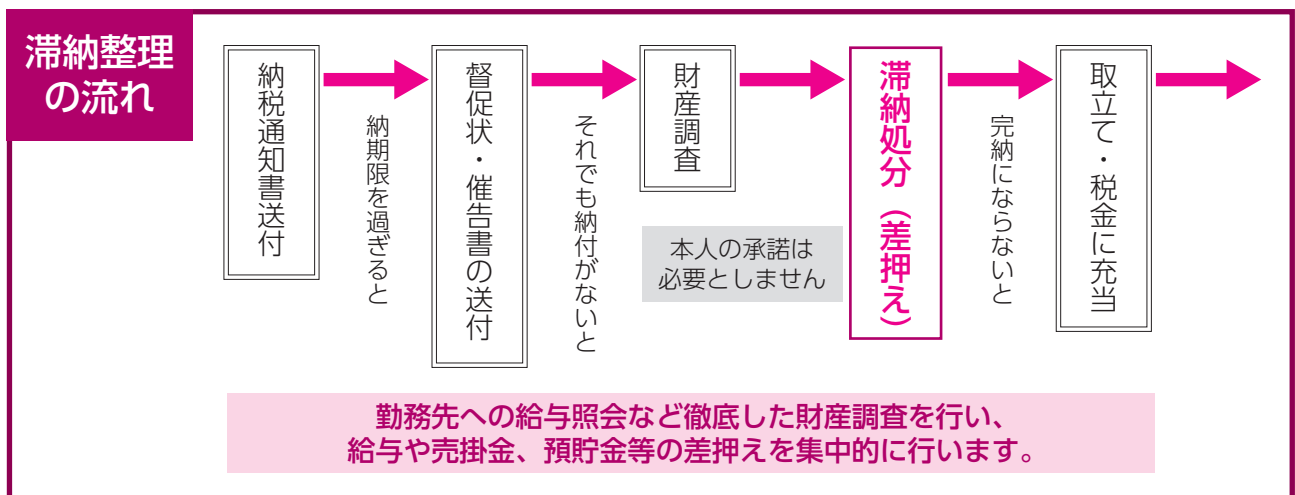 滞納整理
の流れ
納税通知書送付
納期限を過ぎると
督促状・催告書の送付
それでも納付がないと
財産調査
本人の承諾は
必要としません
滞納処分（差押え）
完納にならないと
取立て・税金に充当
勤務先への給与照会など徹底した財産調査を行い、
給与や売掛金、預貯金等の差押えを集中的に行います。